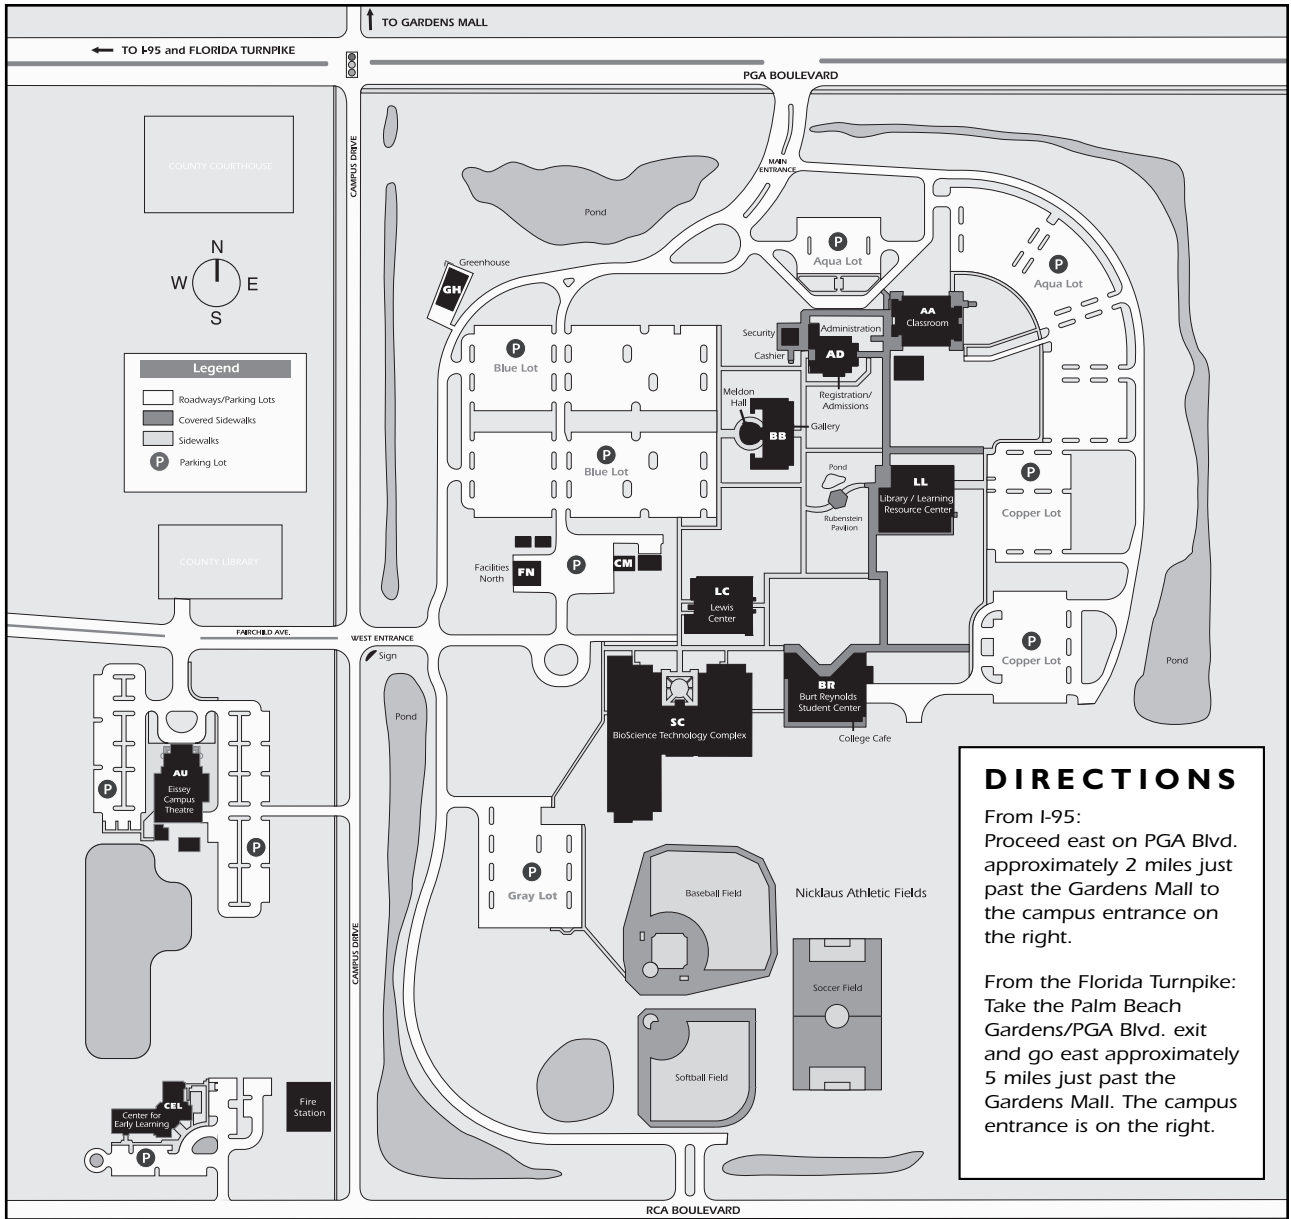 TO GARDENS MALL
TO I-95 and FLORIDA TURNPIKE
PGA BOULEVARD
CAMPUS DRIVE
MAIN
ENTRANCE
COUNTY COURTHOUSE
N
W
E
S
Pond
Greenhouse
GH
P
Aqua Lot
P
Aqua Lot
AA
Classroom
Security
Administration
Cashier
AD
Registration/
Admissions
Legend
Roadways/Parking Lots
Covered Sidewalks
Sidewalks
P
Parking Lot
P
Blue Lot
P
Blue Lot
Meldon
Hall
BB
Gallery
Pond
Rubenstein
Pavilion
LL
Library / Learning
Resource Center
P
Copper Lot
COUNTY LIBRARY
Facilities
North
FN
P
CM
LC
Lewis
Center
FAIRCHILD AVE.
WEST ENTRANCE
Sign
P
Copper Lot
Pond
BR
Burt Reynolds
Student Center
College Cafe
SC
BioScience Technology Complex
Pond
AU
Eissey
Campus
Theatre
P
P
P
Gray Lot
Baseball Field
Nicklaus Athletic Fields
Soccer Field
Softball Field
CAMPUS DRIVE
CEL
Center for
Early Learning
P
Fire
Station
RCA BOULEVARD
DIRECTIONS
From I-95:
Proceed east on PGA Blvd.
approximately 2 miles just
past the Gardens Mall to
the campus entrance on
the right.
From the Florida Turnpike:
Take the Palm Beach
Gardens/PGA Blvd. exit
and go east approximately
5 miles just past the
Gardens Mall. The campus
entrance is on the right.